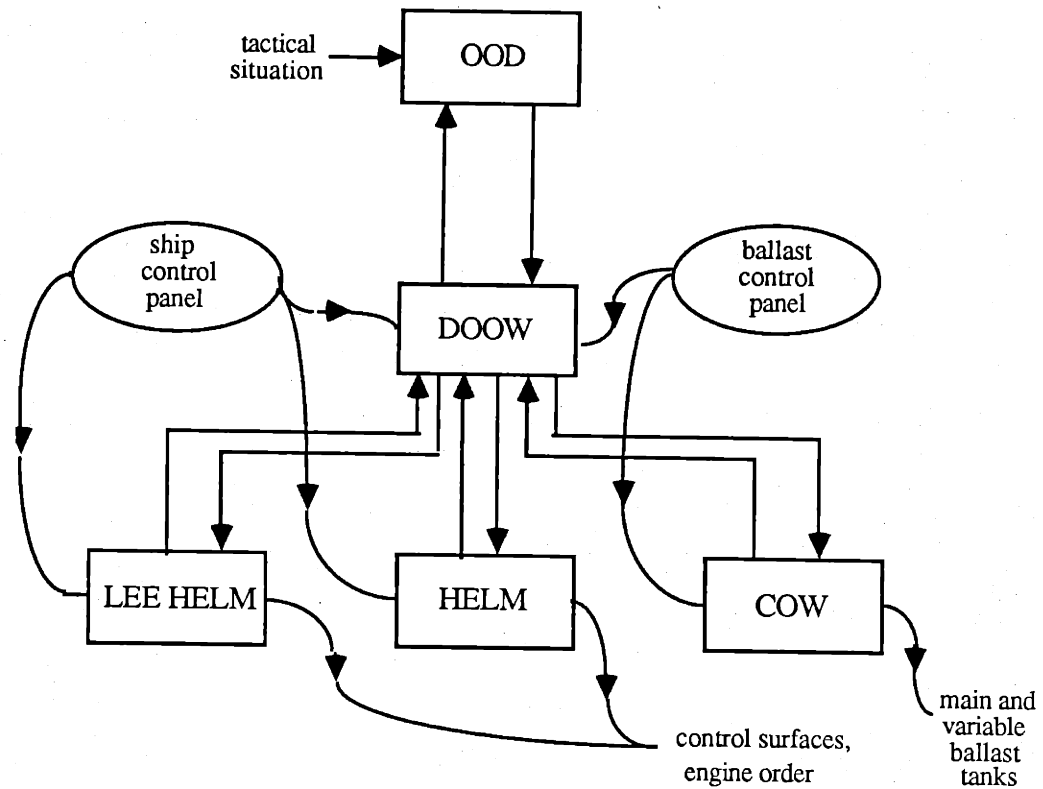 tactical
situation
OOD
ship
control
panel
ballast
control
panel
DOOW
LEE HELM
HELM
COW
main and
variable
ballast
tanks
control surfaces,
engine order